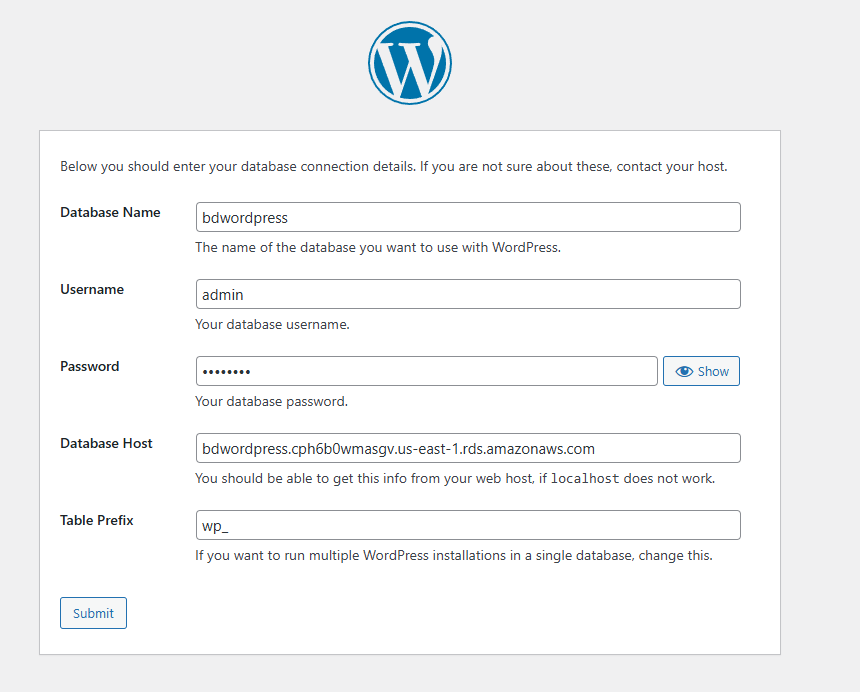 Below you should enter your database connection details. If you are not sure about these, contact your host.
Database Name
bdwordpress
The name of the database you want to use with WordPress.
Username
admin
Your database username.
Password
••••••••
Show
Your database password.
Database Host
bdwordpress.cph6b0wmasgv.us-east-1.rds.amazonaws.com
You should be able to get this info from your web host, if localhost does not work.
Table Prefix
wp_
If you want to run multiple WordPress installations in a single database, change this.
Submit